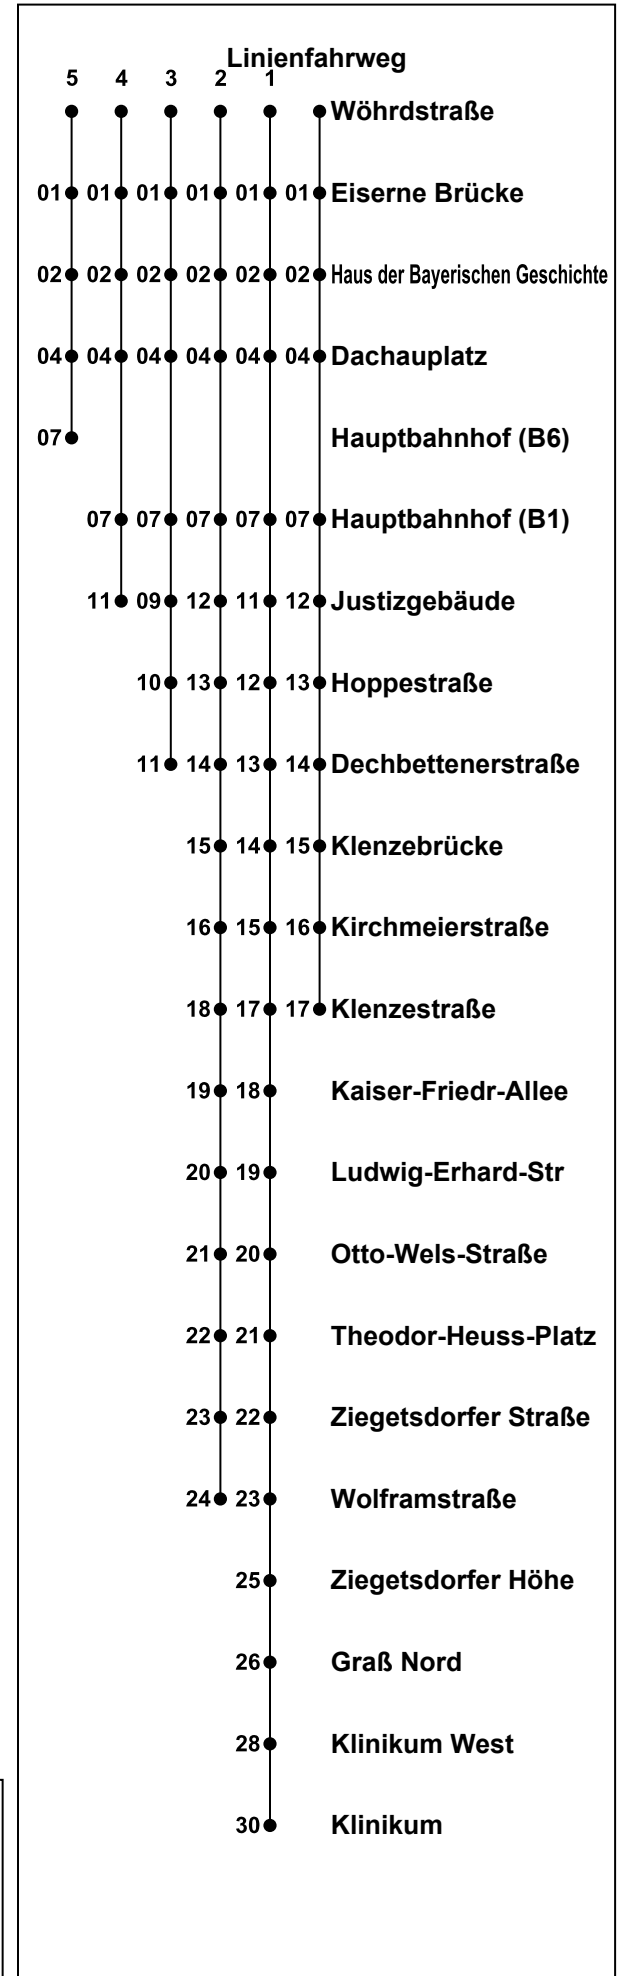 Linienfahrweg
5 4 3 2 1
Wöhrdstraße
01 01 01 01 01 01 Eiserne Brücke
02 02 02 02 02 02 Haus der Bayerischen Geschichte
04 04 04 04 04 04 Dachauplatz
07 Hauptbahnhof (B6)
07 07 07 07 07 Hauptbahnhof (B1)
11 09 12 11 12 Justizgebäude
10 13 12 13 Hoppestraße
11 14 13 14 Dechbettenerstraße
15 14 15 Klenzebrücke
16 15 16 Kirchmeierstraße
18 17 17 Klenzestraße
19 18 Kaiser-Friedr-Allee
20 19 Ludwig-Erhard-Str
21 20 Otto-Wels-Straße
22 21 Theodor-Heuss-Platz
23 22 Ziegetsdorfer Straße
24 23 Wolframstraße
25 Ziegetsdorfer Höhe
26 Graß Nord
28 Klinikum West
30 Klinikum